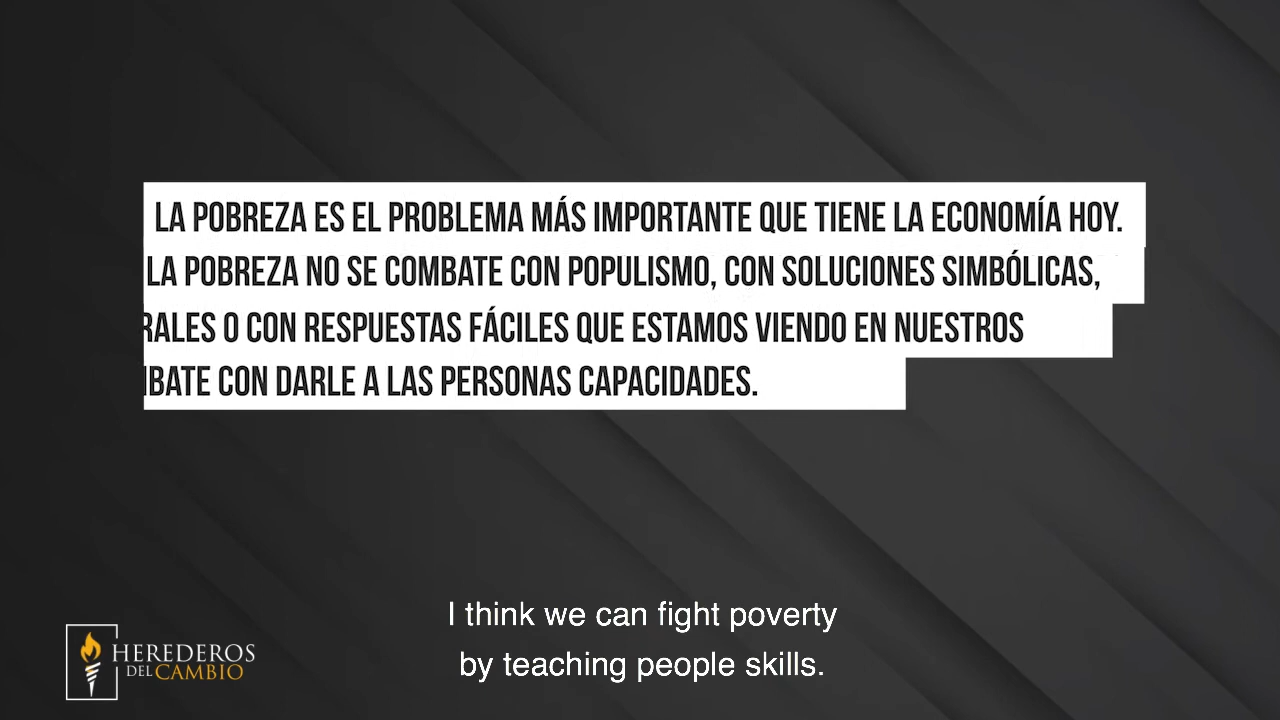 LA POBREZA ES EL PROBLEMA MÁS IMPORTANTE QUE TIENE LA ECONOMÍA HOY.
LA POBREZA NO SE COMBATE CON POPULISMO, CON SOLUCIONES SIMBÓLICAS,
RALES O CON RESPUESTAS FÁCILES QUE ESTAMOS VIENDO EN NUESTROS
BATE CON DARLE A LAS PERSONAS CAPACIDADES.
I think we can fight poverty
by teaching people skills.
HEREDEROS
DEL CAMBIO